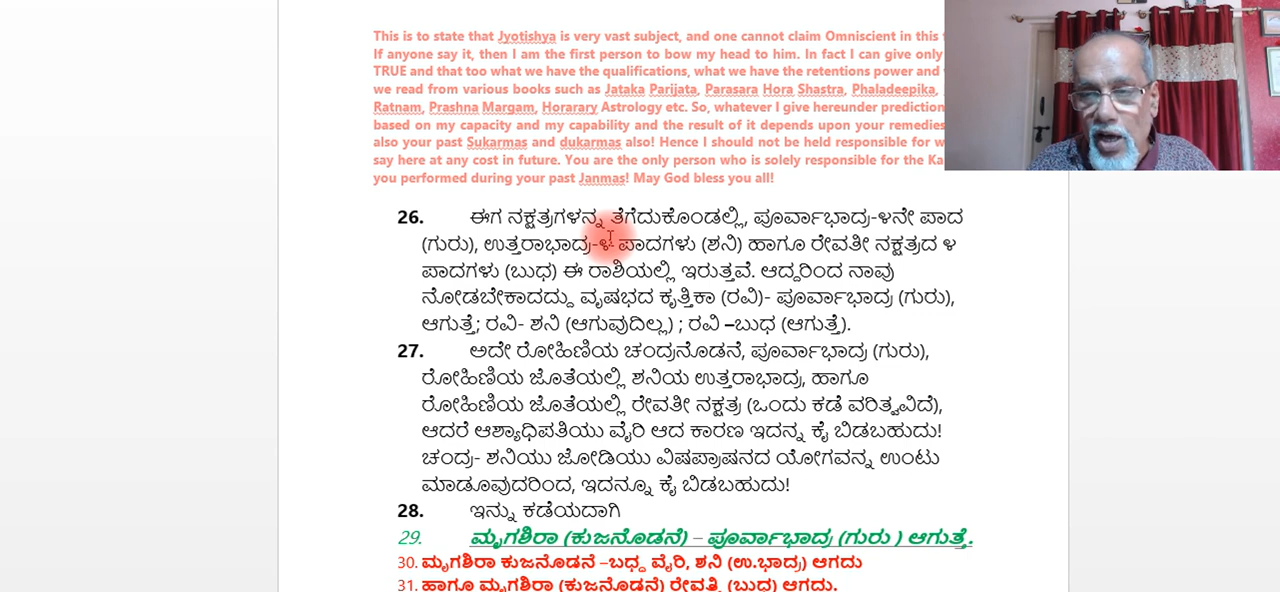 This is to state that Jyotishya is very vast subject, and one cannot claim Omniscient in this
If anyone say it, then I am the first person to bow my head to him. In fact I can give only
TRUE and that too what we have the qualifications, what we have the retentions power and
we read from various books such as Jataka Parijata, Parasara Hora Shastra, Phaladeepika,
Ratnam, Prashna Margam, Horarary Astrology etc. So, whatever I give hereunder prediction
based on my capacity and my capability and the result of it depends upon your remedies
also your past Sukarmas and dukarmas also! Hence I should not be held responsible for w
say here at any cost in future. You are the only person who is solely responsible for the Ka
you performed during your past Janmas! May God bless you all!
26. ಈಗ ನಕ್ಷತ್ರಗಳನ್ನ ತೆಗೆದುಕೊಂಡಲ್ಲಿ, ಪೂರ್ವಾಭಾದ್ರ-೪ನೇ ಪಾದ
(ಗುರು), ಉತ್ತರಾಭಾದ್ರ-೪ ಪಾದಗಳು (ಶನಿ) ಹಾಗೂ ರೇವತೀ ನಕ್ಷತ್ರದ ೪
ಪಾದಗಳು (ಬುಧ) ಈ ರಾಶಿಯಲ್ಲಿ ಇರುತ್ತವೆ. ಆದ್ದರಿಂದ ನಾವು
ನೋಡಬೇಕಾದದ್ದು ವೃಷಭದ ಕೃತ್ತಿಕಾ (ರವಿ)- ಪೂರ್ವಾಭಾದ್ರ (ಗುರು),
ಆಗುತ್ತೆ; ರವಿ- ಶನಿ (ಆಗುವುದಿಲ್ಲ) ; ರವಿ –ಬುಧ (ಆಗುತ್ತೆ).
27. ಅದೇ ರೋಹಿಣಿಯ ಚಂದ್ರನೊಡನೆ, ಪೂರ್ವಾಭಾದ್ರ (ಗುರು),
ರೋಹಿಣಿಯ ಜೊತೆಯಲ್ಲಿ ಶನಿಯ ಉತ್ತರಾಭಾದ್ರ, ಹಾಗೂ
ರೋಹಿಣಿಯ ಜೊತೆಯಲ್ಲಿ ರೇವತೀ ನಕ್ಷತ್ರ (ಒಂದು ಕಡೆ ವರಿತ್ವವಿದೆ),
ಆದರೆ ಆಶ್ಯಾಧಿಪತಿಯು ವೈರಿ ಆದ ಕಾರಣ ಇದನ್ನ ಕೈ ಬಿಡಬಹುದು!
ಚಂದ್ರ- ಶನಿಯು ಜೋಡಿಯು ವಿಷಪ್ರಾಷನದ ಯೋಗವನ್ನ ಉಂಟು
ಮಾಡೂವುದರಿಂದ, ಇದನ್ನೂ ಕೈ ಬಿಡಬಹುದು!
28. ಇನ್ನು ಕಡೆಯದಾಗಿ
29. ಮೃಗಶಿರಾ (ಕುಜನೊಡನೆ) – ಪೂರ್ವಾಭಾದ್ರ (ಗುರು ) ಆಗುತ್ತೆ.
30. ಮೃಗಶಿರಾ ಕುಜನೊಡನೆ –ಬಧ್ದ ವೈರಿ, ಶನಿ (ಉ.ಭಾದ್ರ) ಆಗದು
31. ಹಾಗೂ ಮೃಗಶಿರಾ (ಕುಜನೊಡನೆ) ರೇವತಿ (ಬುಧ) ಆಗದು.